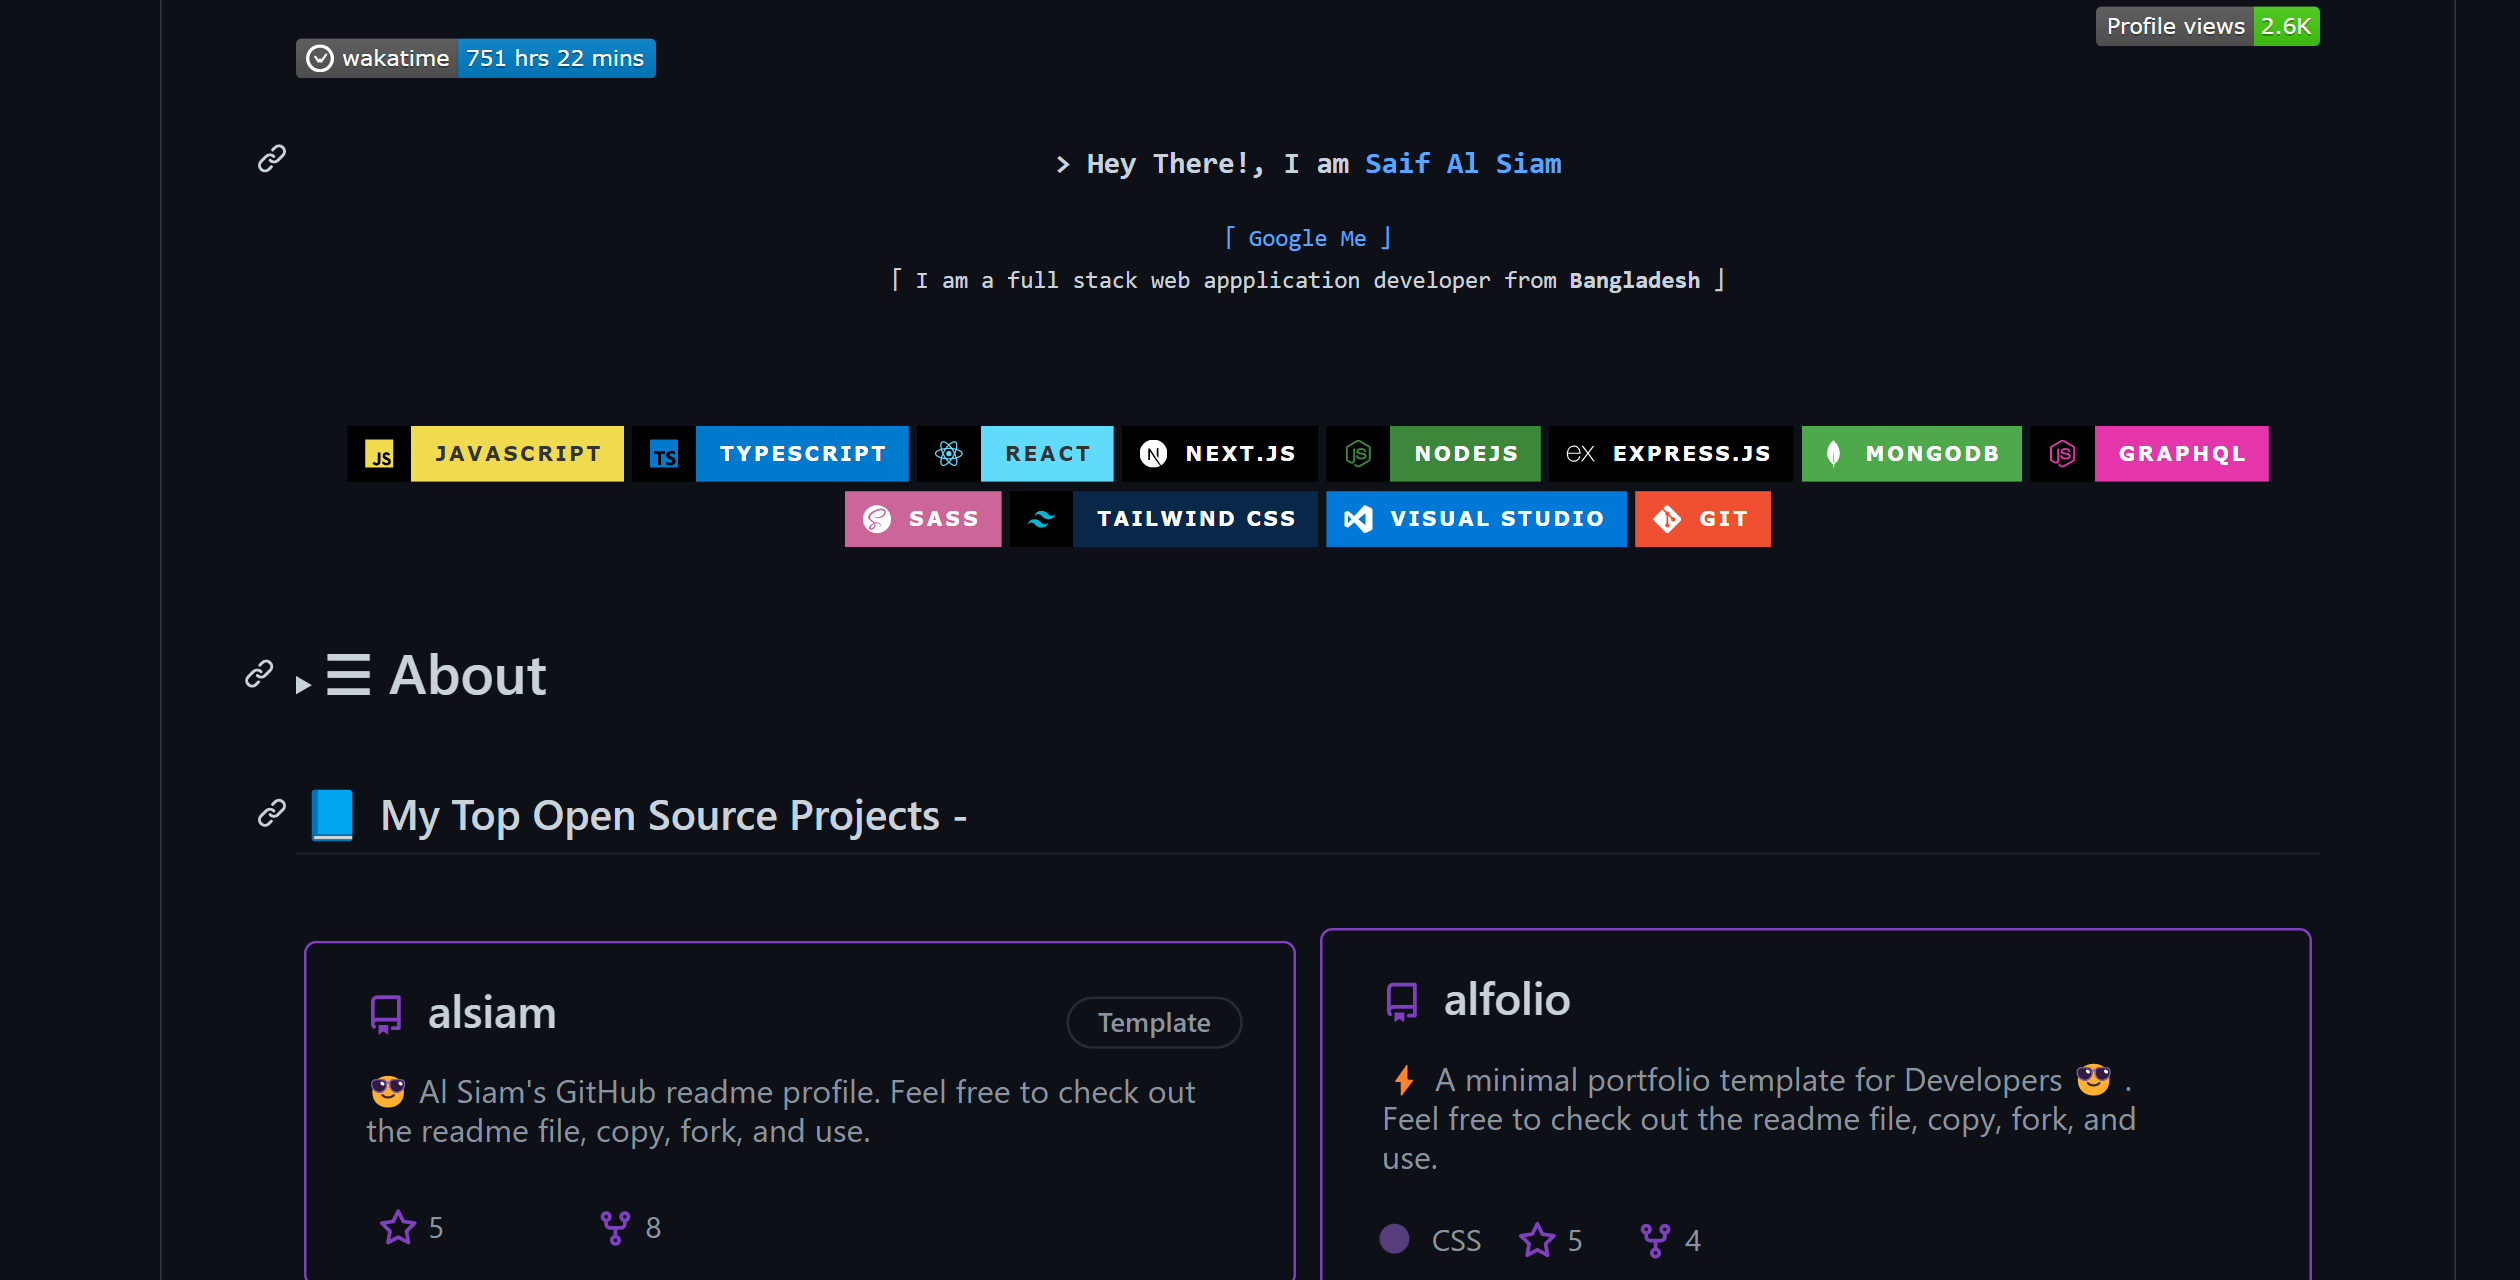 Profile views 2.6K
wakatime 751 hrs 22 mins
> Hey There!, I am Saif Al Siam
⌈ Google Me ⌋
⌈ I am a full stack web appplication developer from Bangladesh ⌋
JS JAVASCRIPT TS TYPESCRIPT REACT N NEXT.JS JS NODEJS ex EXPRESS.JS MONGODB JS GRAPHQL
SASS TAILWIND CSS VISUAL STUDIO GIT
About
My Top Open Source Projects -
alsiam Template
😎 Al Siam's GitHub readme profile. Feel free to check out
the readme file, copy, fork, and use.
5 8
alfolio
⚡ A minimal portfolio template for Developers 😎 .
Feel free to check out the readme file, copy, fork, and
use.
CSS 5 4